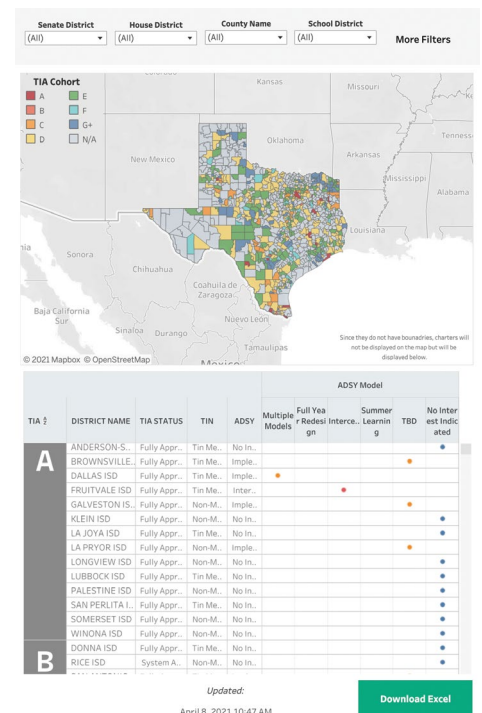 Senate District House District County Name School District
(All) (All) (All) (All) More Filters
TIA Cohort
A E
B F
C G+
D N/A
Colorado
Kansas
Missouri
Oklahoma
Tenness
New Mexico
Arkansas
Mississippi
Alabama
Louisiana
Sonora
Chihuahua
Coahuila de
Zaragoza
Baja California
Sur
Nuevo León
Sinaloa Durango
Tamaulipas
México
Since they do not have boundries, charters will
not be displayed on the map but will be
displayed below.
© 2021 Mapbox © OpenStreetMap
ADSY Model
TIA DISTRICT NAME TIA STATUS TIN ADSY Multiple Models Full Year Redesign Interce.. Summer Learning TBD No Interest Indicated
A
ANDERSON-S.. Fully Appr.. Tin Me.. No In..
BROWNSVILLE.. Fully Appr.. Tin Me.. Imple..
DALLAS ISD Fully Appr.. Tin Me.. Imple..
FRUITVALE ISD Fully Appr.. Tin Me.. Inter..
GALVESTON IS.. Fully Appr.. Non-M.. Imple..
KLEIN ISD Fully Appr.. Non-M.. No In..
LA JOYA ISD Fully Appr.. Tin Me.. No In..
LA PRYOR ISD Fully Appr.. Non-M.. Imple..
LONGVIEW ISD Fully Appr.. Non-M.. No In..
LUBBOCK ISD Fully Appr.. Tin Me.. No In..
PALESTINE ISD Fully Appr.. Non-M.. No In..
SAN PERLITA I.. Fully Appr.. Tin Me.. No In..
SOMERSET ISD Fully Appr.. Non-M.. No In..
WINONA ISD Fully Appr.. Non-M.. No In..
B
DONNA ISD Fully Appr.. Tin Me.. No In..
RICE ISD System A.. Non-M.. No In..
Updated:
April 8, 2021 10:47 AM
Download Excel